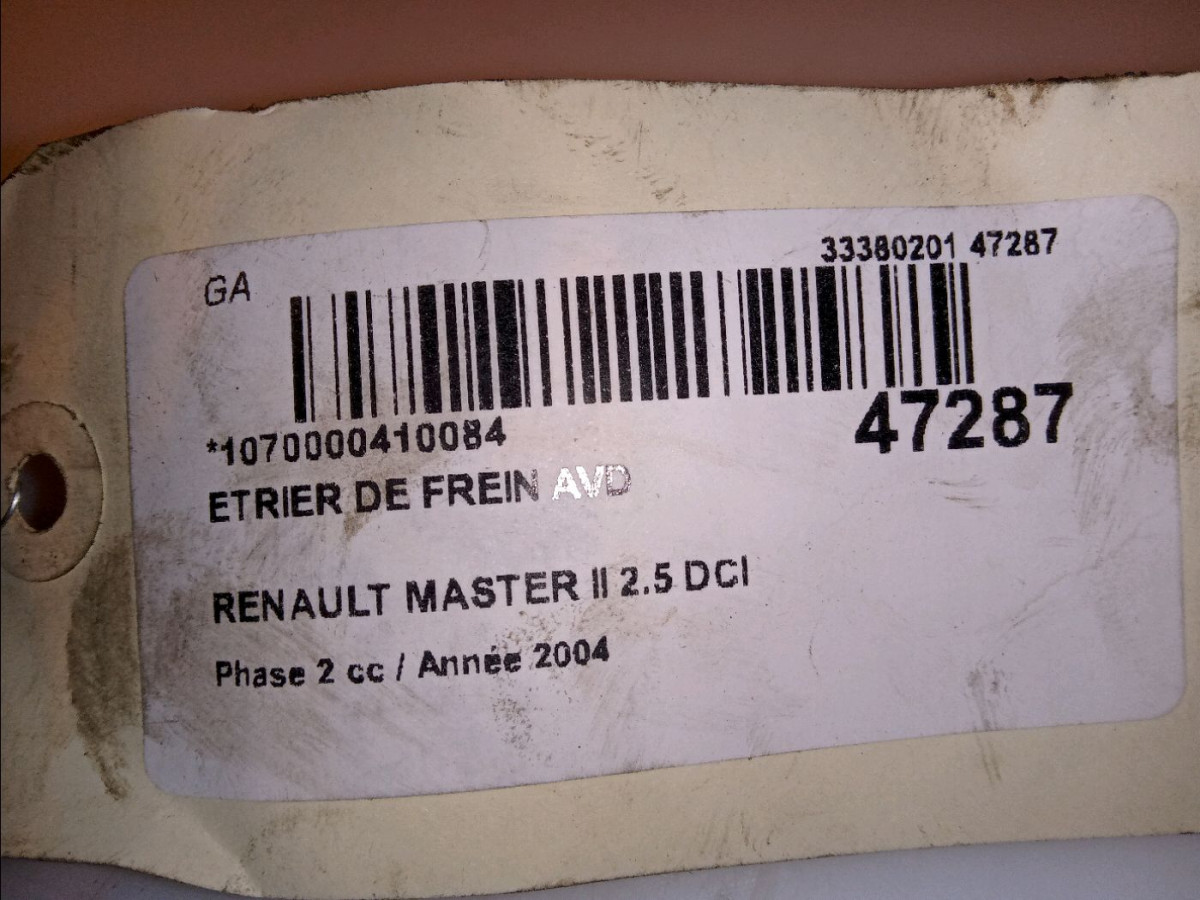 GA
33380201 47287
*1070000410084
47287
ETRIER DE FREIN AVD
RENAULT MASTER II 2.5 DCI
Phase 2 cc / Année 2004